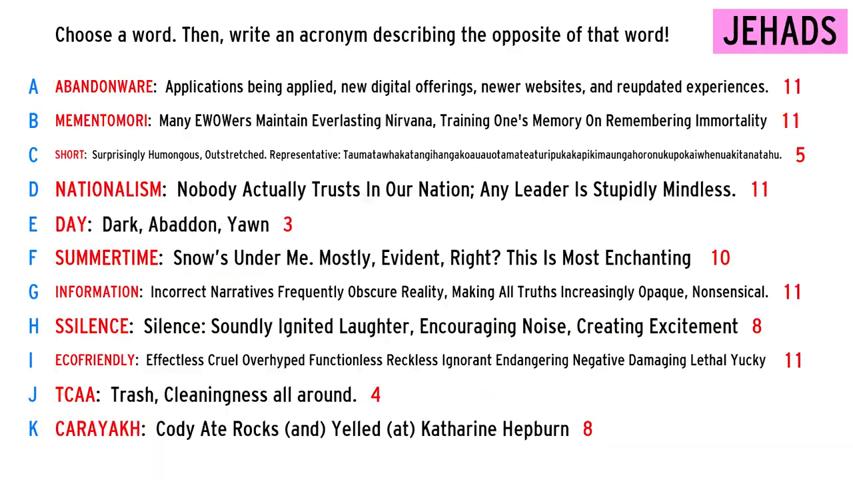 Choose a word. Then, write an acronym describing the opposite of that word!
JEHADS
A ABANDONWARE: Applications being applied, new digital offerings, newer websites, and reupdated experiences. 11
B MEMENTOMORI: Many EWOWers Maintain Everlasting Nirvana, Training One's Memory On Remembering Immortality 11
C SHORT: Surprisingly Humongous, Outstretched. Representative: Taumatawhakatangihangakoauauotamateaturipukakapikimaungahoronukupokaiwhenuakitanatahu. 5
D NATIONALISM: Nobody Actually Trusts In Our Nation; Any Leader Is Stupidly Mindless. 11
E DAY: Dark, Abaddon, Yawn 3
F SUMMERTIME: Snow's Under Me. Mostly, Evident, Right? This Is Most Enchanting 10
G INFORMATION: Incorrect Narratives Frequently Obscure Reality, Making All Truths Increasingly Opaque, Nonsensical. 11
H SSILENCE: Silence: Soundly Ignited Laughter, Encouraging Noise, Creating Excitement 8
I ECOFRIENDLY: Effectless Cruel Overhyped Functionless Reckless Ignorant Endangering Negative Damaging Lethal Yucky 11
J TCAA: Trash, Cleaningness all around. 4
K CARAYAKH: Cody Ate Rocks (and) Yelled (at) Katharine Hepburn 8